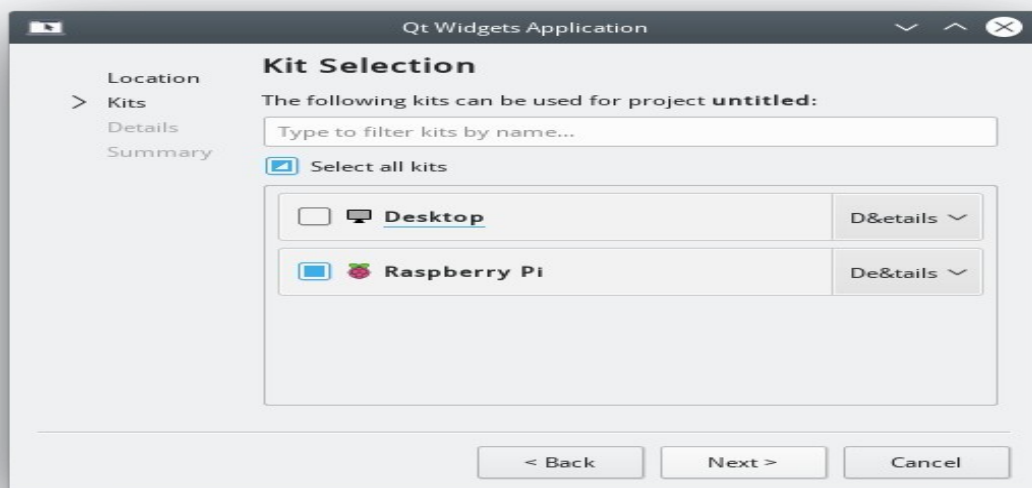 Qt Widgets Application
Location
> Kits
Details
Summary
Kit Selection
The following kits can be used for project untitled:
Type to filter kits by name...
Select all kits
Desktop
D&etails
Raspberry Pi
De&tails
< Back
Next >
Cancel